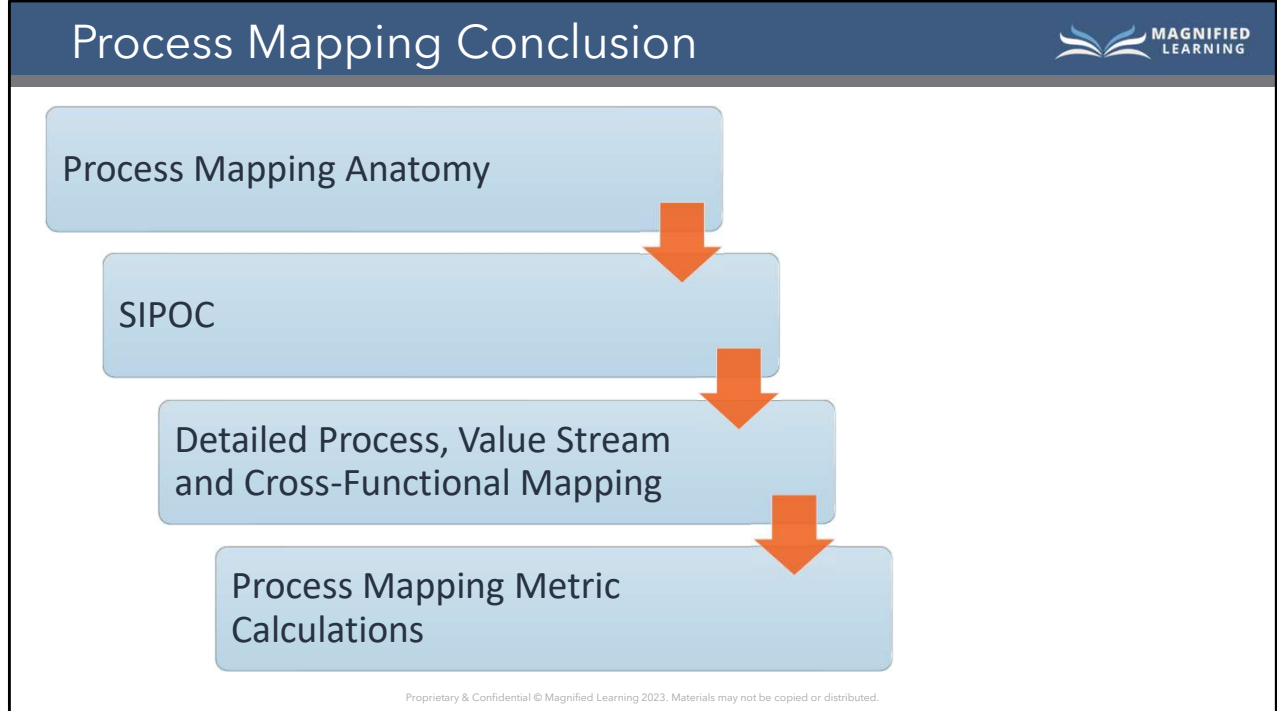 Process Mapping Conclusion
MAGNIFIED
LEARNING
Process Mapping Anatomy
SIPOC
Detailed Process, Value Stream
and Cross-Functional Mapping
Process Mapping Metric
Calculations
Proprietary & Confidential © Magnified Learning 2023. Materials may not be copied or distributed.